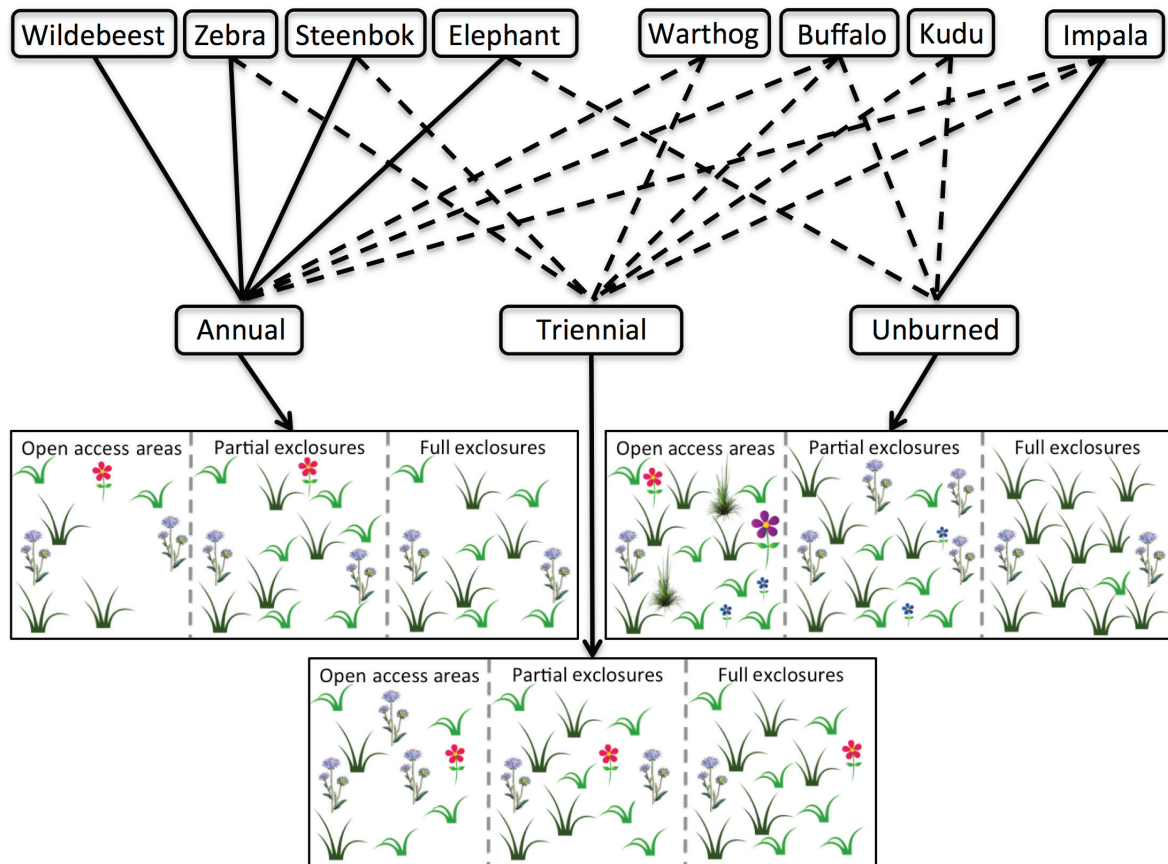 Wildebeest Zebra Steenbok Elephant Warthog Buffalo Kudu Impala
Annual Triennial Unburned
Open access areas Partial exclosures Full exclosures Open access areas Partial exclosures Full exclosures
Open access areas Partial exclosures Full exclosures